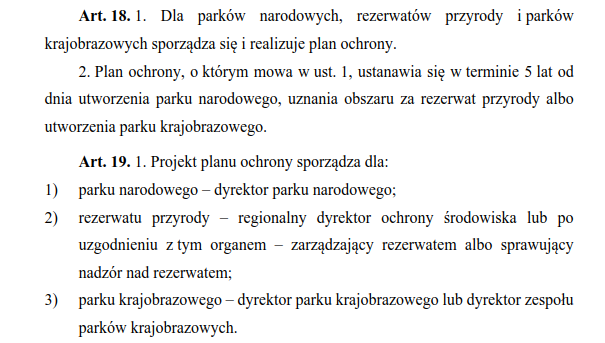 Art. 18. 1. Dla parków narodowych, rezerwatów przyrody i parków
krajobrazowych sporządza się i realizuje plan ochrony.
2. Plan ochrony, o którym mowa w ust. 1, ustanawia się w terminie 5 lat od
dnia utworzenia parku narodowego, uznania obszaru za rezerwat przyrody albo
utworzenia parku krajobrazowego.
Art. 19. 1. Projekt planu ochrony sporządza dla:
1) parku narodowego – dyrektor parku narodowego;
2) rezerwatu przyrody – regionalny dyrektor ochrony środowiska lub po
uzgodnieniu z tym organem – zarządzający rezerwatem albo sprawujący
nadzór nad rezerwatem;
3) parku krajobrazowego – dyrektor parku krajobrazowego lub dyrektor zespołu
parków krajobrazowych.